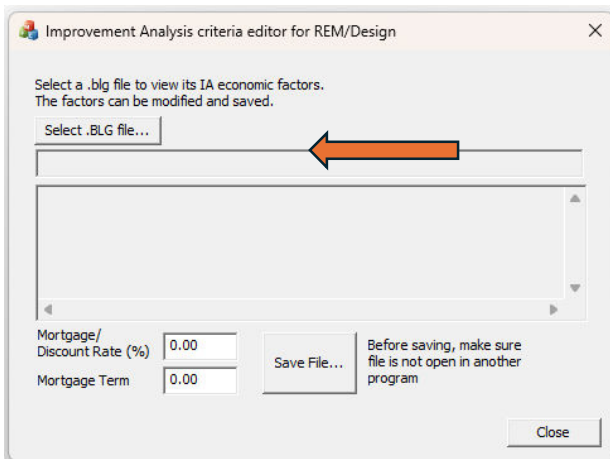 Improvement Analysis criteria editor for REM/Design
Select a .blg file to view its IA economic factors.
The factors can be modified and saved.
Select .BLG file...
Mortgage/
Discount Rate (%)
0.00
Mortgage Term
0.00
Save File...
Before saving, make sure
file is not open in another
program
Close